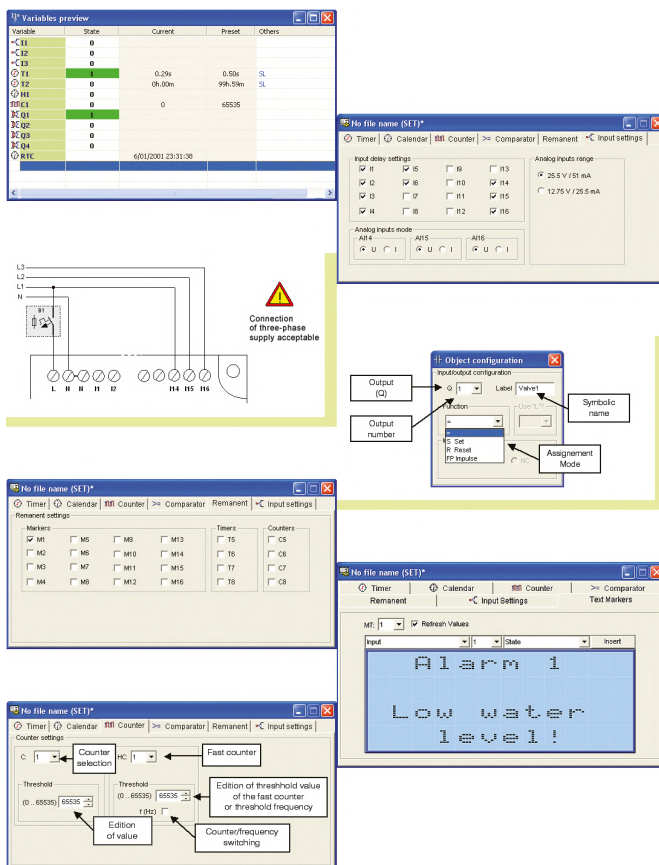 Variables preview
Variable State Current Preset Others
I1 0
I2 0
I3 0
T1 1 0.29s 0.50s SL
T2 0 0h.00m 99h.59m SL
H1 0
C1 0 0 65535
Q1 1
Q2 0
Q3 0
Q4 0
RTC 6/01/2001 23:31:38
L3
L2
L1
N
B1
L N N I1 I2 I14 I15 I16
Connection
of three-phase
supply acceptable
No file name (SET)*
Timer Calendar Counter >= Comparator Remanent Input settings
Remanent settings
Markers Timers Counters
M1 M5 M9 M13 T5 C5
M2 M6 M10 M14 T6 C6
M3 M7 M11 M15 T7 C7
M4 M8 M12 M16 T8 C8
No file name (SET)*
Timer Calendar Counter >= Comparator Remanent Input settings
Counter settings
C: 1 Counter
selection
HC: 1 Fast counter
Threshold
(0 .. 65535) 65535
Threshold
(0 .. 65535) 65535
f (Hz)
Edition of threshhold value
of the fast counter
or threshold frequency
Edition
of value
Counter/frequency
switching
No file name (SET)*
Timer Calendar Counter >= Comparator Remanent Input settings
Input delay settings
I1 I5 I9 I13
I2 I6 I10 I14
I3 I7 I11 I15
I4 I8 I12 I16
Analog inputs range
25.5 V / 51 mA
12.75 V / 25.5 mA
Analog inputs mode
AI14 AI15 AI16
U I U I U I
Object configuration
Input/output configuration
Q 1 Label Valve1
Function Use "L"/
=
=
S Set
R Reset
FP Impulse
NC
Output
(Q)
Output
number
Symbolic
name
Assignement
Mode
No file name (SET)*
Timer Calendar Counter >= Comparator
Remanent Input Settings Text Markers
MT: 1 Refresh Values
Input 1 State Insert
Alarm 1
Low water
level!